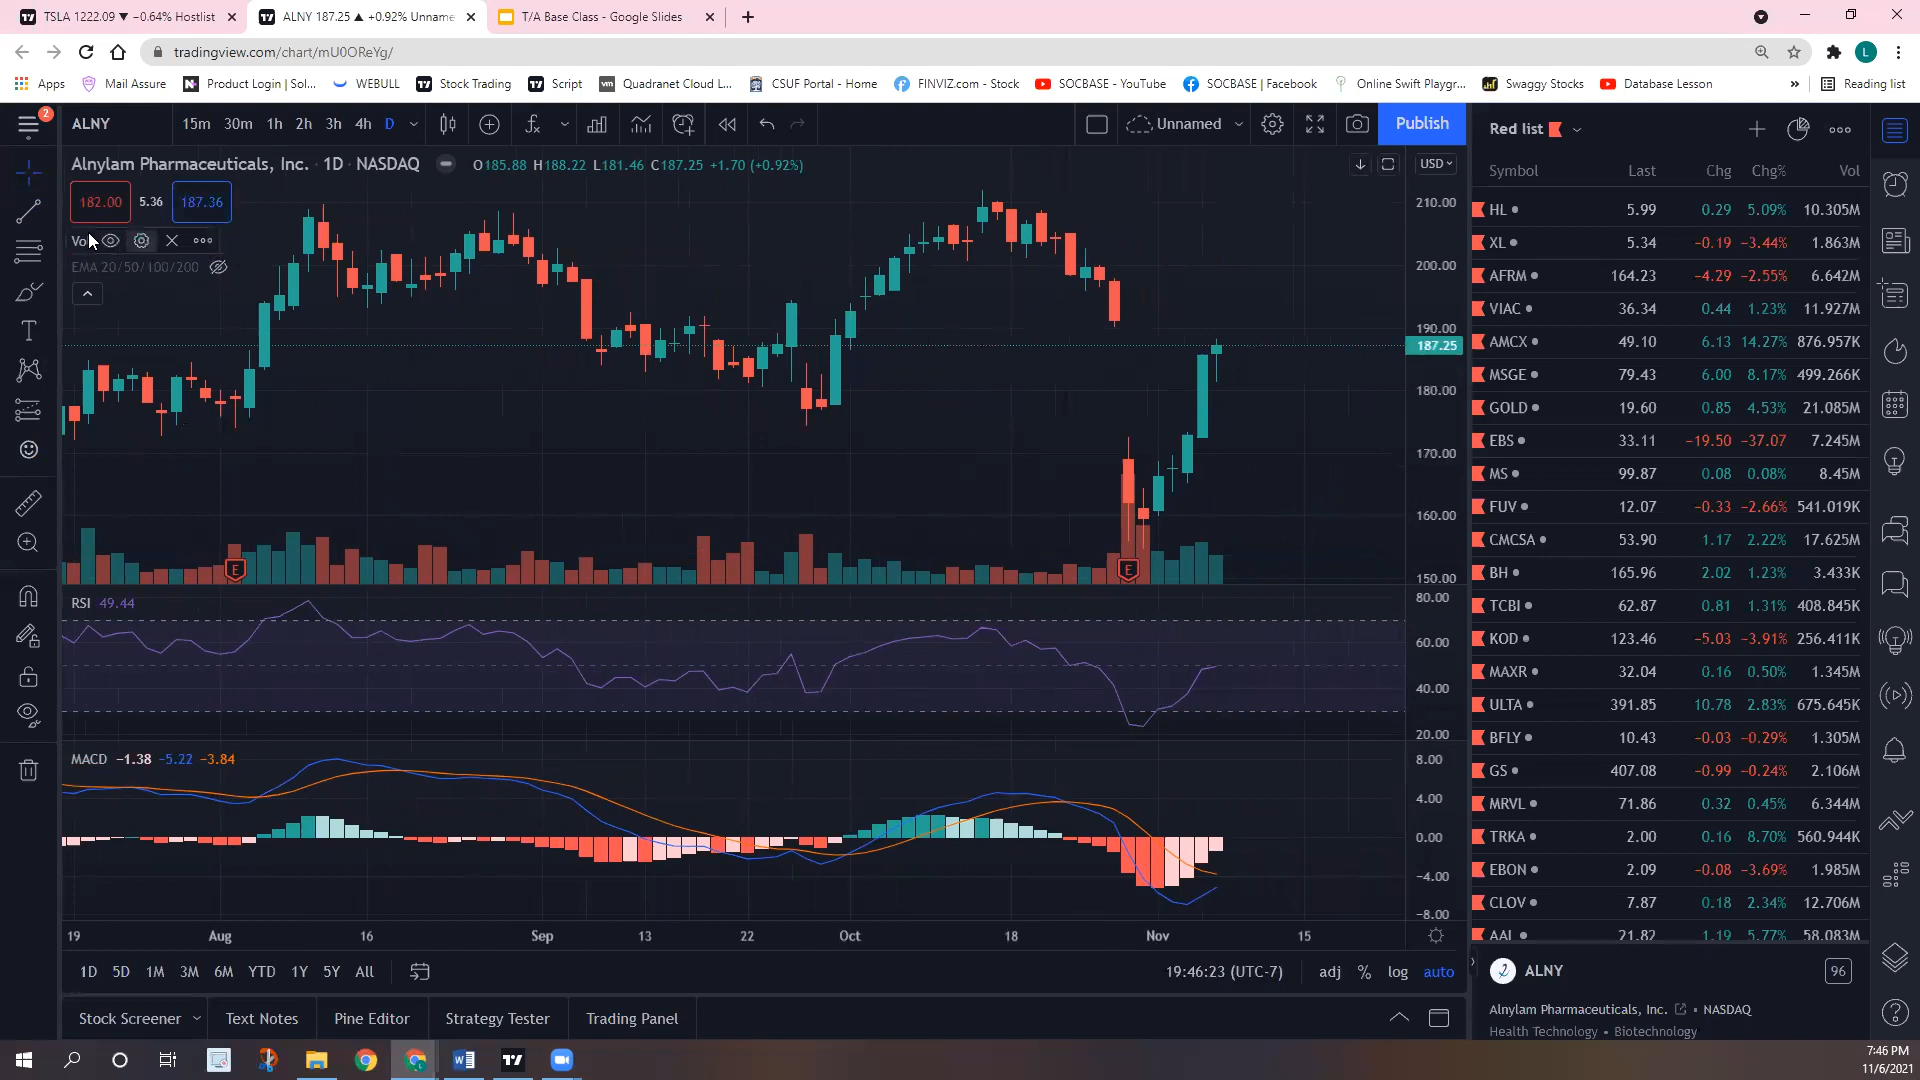 TSLA 1222.09 ▼ −0.64% Hostlist
ALNY 187.25 ▲ +0.92% Unname
T/A Base Class - Google Slides
tradingview.com/chart/mU0OReYg/
Apps Mail Assure Product Login | Sol... WEBULL Stock Trading Script Quadranet Cloud L... CSUF Portal - Home FINVIZ.com - Stock SOCBASE - YouTube SOCBASE | Facebook Online Swift Playgr... Swaggy Stocks Database Lesson » Reading list
2
ALNY 15m 30m 1h 2h 3h 4h D Unnamed Publish
Alnylam Pharmaceuticals, Inc. · 1D · NASDAQ O185.88 H188.22 L181.46 C187.25 +1.70 (+0.92%) USD
182.00 5.36 187.36
Vo
EMA 20/50/100/200
210.00
200.00
190.00
187.25
180.00
170.00
160.00
150.00
E E
RSI 49.44
80.00
60.00
40.00
20.00
MACD −1.38 −5.22 −3.84
8.00
4.00
0.00
−4.00
−8.00
19 Aug 16 Sep 13 22 Oct 18 Nov 15
1D 5D 1M 3M 6M YTD 1Y 5Y All 19:46:23 (UTC-7) adj % log auto
Stock Screener Text Notes Pine Editor Strategy Tester Trading Panel
Red list
Symbol Last Chg Chg% Vol
HL 5.99 0.29 5.09% 10.305M
XL 5.34 −0.19 −3.44% 1.863M
AFRM 164.23 −4.29 −2.55% 6.642M
VIAC 36.34 0.44 1.23% 11.927M
AMCX 49.10 6.13 14.27% 876.957K
MSGE 79.43 6.00 8.17% 499.266K
GOLD 19.60 0.85 4.53% 21.085M
EBS 33.11 −19.50 −37.07 7.245M
MS 99.87 0.08 0.08% 8.45M
FUV 12.07 −0.33 −2.66% 541.019K
CMCSA 53.90 1.17 2.22% 17.625M
BH 165.96 2.02 1.23% 3.433K
TCBI 62.87 0.81 1.31% 408.845K
KOD 123.46 −5.03 −3.91% 256.411K
MAXR 32.04 0.16 0.50% 1.345M
ULTA 391.85 10.78 2.83% 675.645K
BFLY 10.43 −0.03 −0.29% 1.305M
GS 407.08 −0.99 −0.24% 2.106M
MRVL 71.86 0.32 0.45% 6.344M
TRKA 2.00 0.16 8.70% 560.944K
EBON 2.09 −0.08 −3.69% 1.985M
CLOV 7.87 0.18 2.34% 12.706M
AAL 21.82 1.19 5.77% 58.083M
ALNY 96
Alnylam Pharmaceuticals, Inc. • NASDAQ
Health Technology • Biotechnology
7:46 PM
11/6/2021